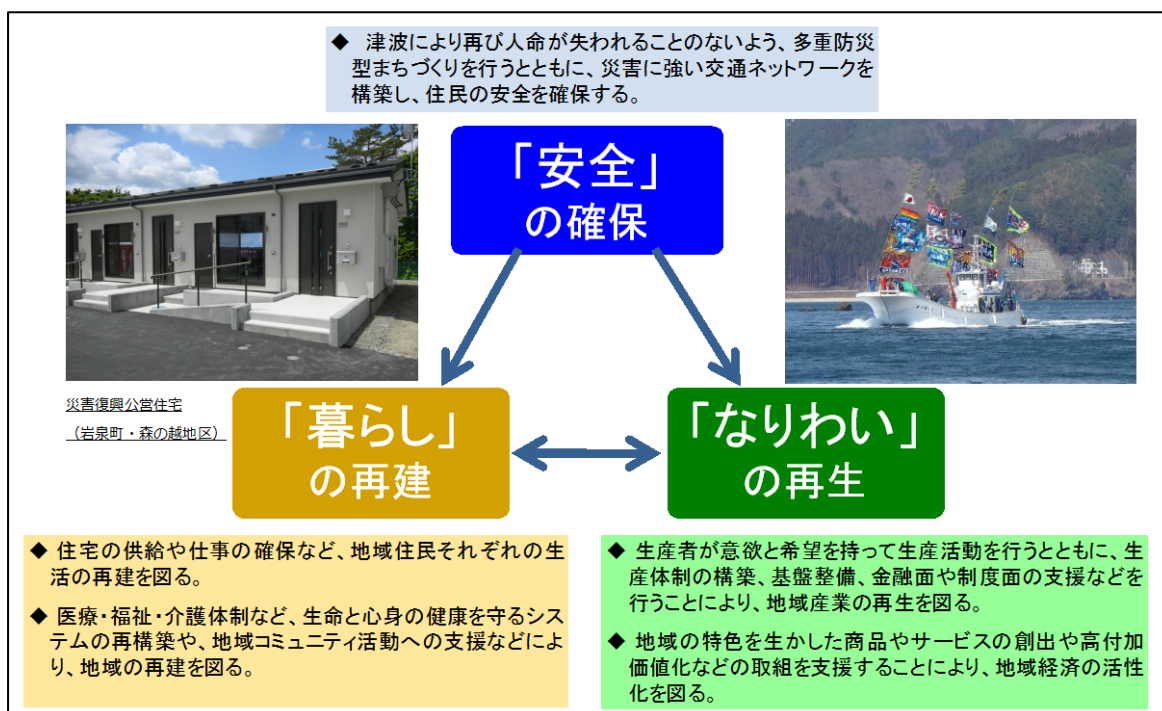 ◆ 津波により再び人命が失われることのないよう、多重防災
型まちづくりを行うとともに、災害に強い交通ネットワークを
構築し、住民の安全を確保する。
「安全」
の確保
災害復興公営住宅
（岩泉町・森の越地区）
「暮らし」
の再建
「なりわい」
の再生
◆ 住宅の供給や仕事の確保など、地域住民それぞれの生
活の再建を図る。
◆ 医療・福祉・介護体制など、生命と心身の健康を守るシス
テムの再構築や、地域コミュニティ活動への支援などによ
り、地域の再建を図る。
◆ 生産者が意欲と希望を持って生産活動を行うとともに、生
産体制の構築、基盤整備、金融面や制度面の支援などを
行うことにより、地域産業の再生を図る。
◆ 地域の特色を生かした商品やサービスの創出や高付加
価値化などの取組を支援することにより、地域経済の活性
化を図る。